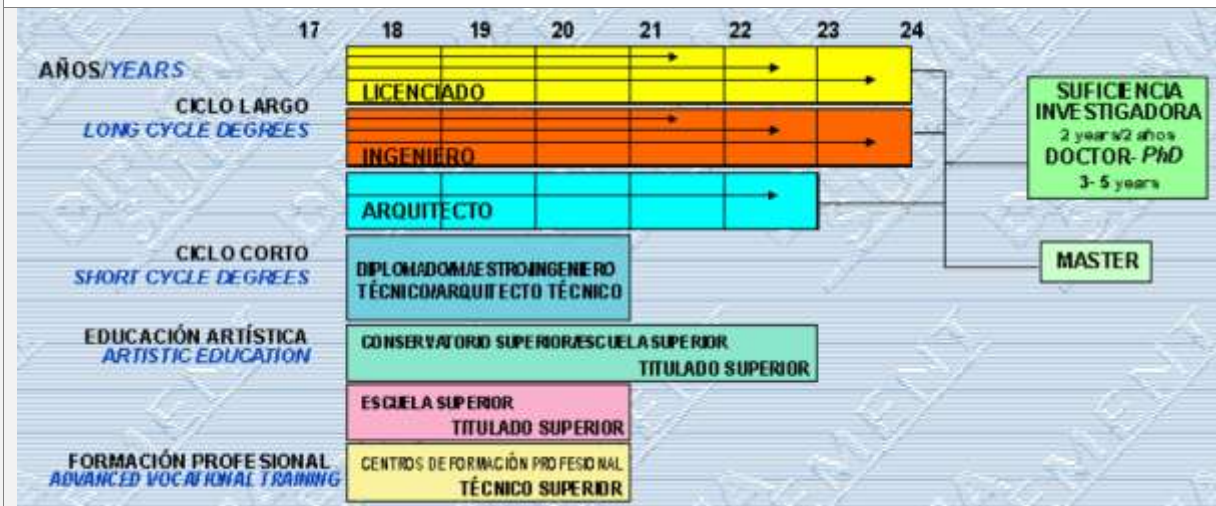 17 18 19 20 21 22 23 24
AÑOS/YEARS
LICENCIADO
CICLO LARGO
LONG CYCLE DEGREES
INGENIERO
ARQUITECTO
SUFICIENCIA
INVESTIGADORA
2 years/2 años
DOCTOR- PhD
3- 5 years
MASTER
CICLO CORTO
SHORT CYCLE DEGREES
DIPLOMADO/MAESTRO/INGENIERO
TÉCNICO/ARQUITECTO TÉCNICO
EDUCACIÓN ARTÍSTICA
ARTISTIC EDUCATION
CONSERVATORIO SUPERIOR/ESCUELA SUPERIOR
TITULADO SUPERIOR
ESCUELA SUPERIOR
TITULADO SUPERIOR
FORMACIÓN PROFESIONAL
ADVANCED VOCATIONAL TRAINING
CENTROS DE FORMACIÓN PROFESIONAL
TÉCNICO SUPERIOR